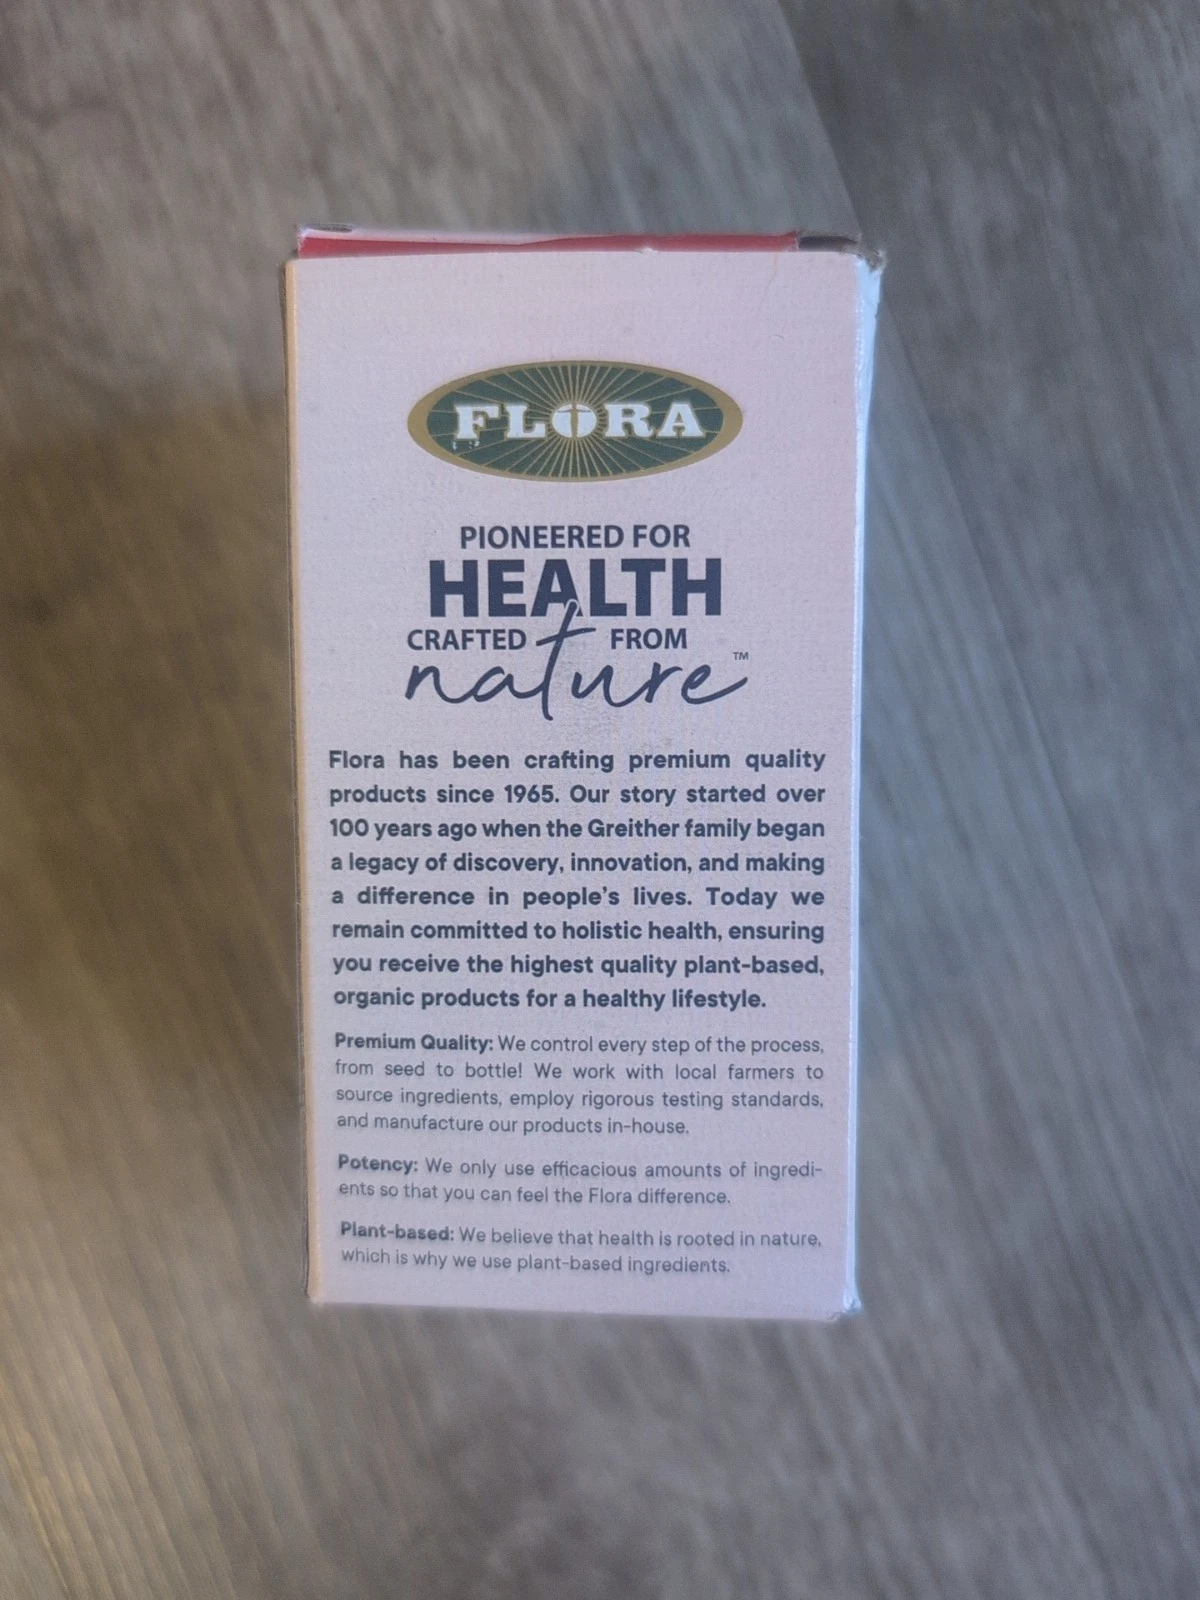 FLORA
PIONEERED FOR
HEALTH
CRAFTED FROM
nature™
Flora has been crafting premium quality
products since 1965. Our story started over
100 years ago when the Greither family began
a legacy of discovery, innovation, and making
a difference in people's lives. Today we
remain committed to holistic health, ensuring
you receive the highest quality plant-based,
organic products for a healthy lifestyle.
Premium Quality: We control every step of the process,
from seed to bottle! We work with local farmers to
source ingredients, employ rigorous testing standards,
and manufacture our products in-house.
Potency: We only use efficacious amounts of ingredi-
ents so that you can feel the Flora difference.
Plant-based: We believe that health is rooted in nature,
which is why we use plant-based ingredients.